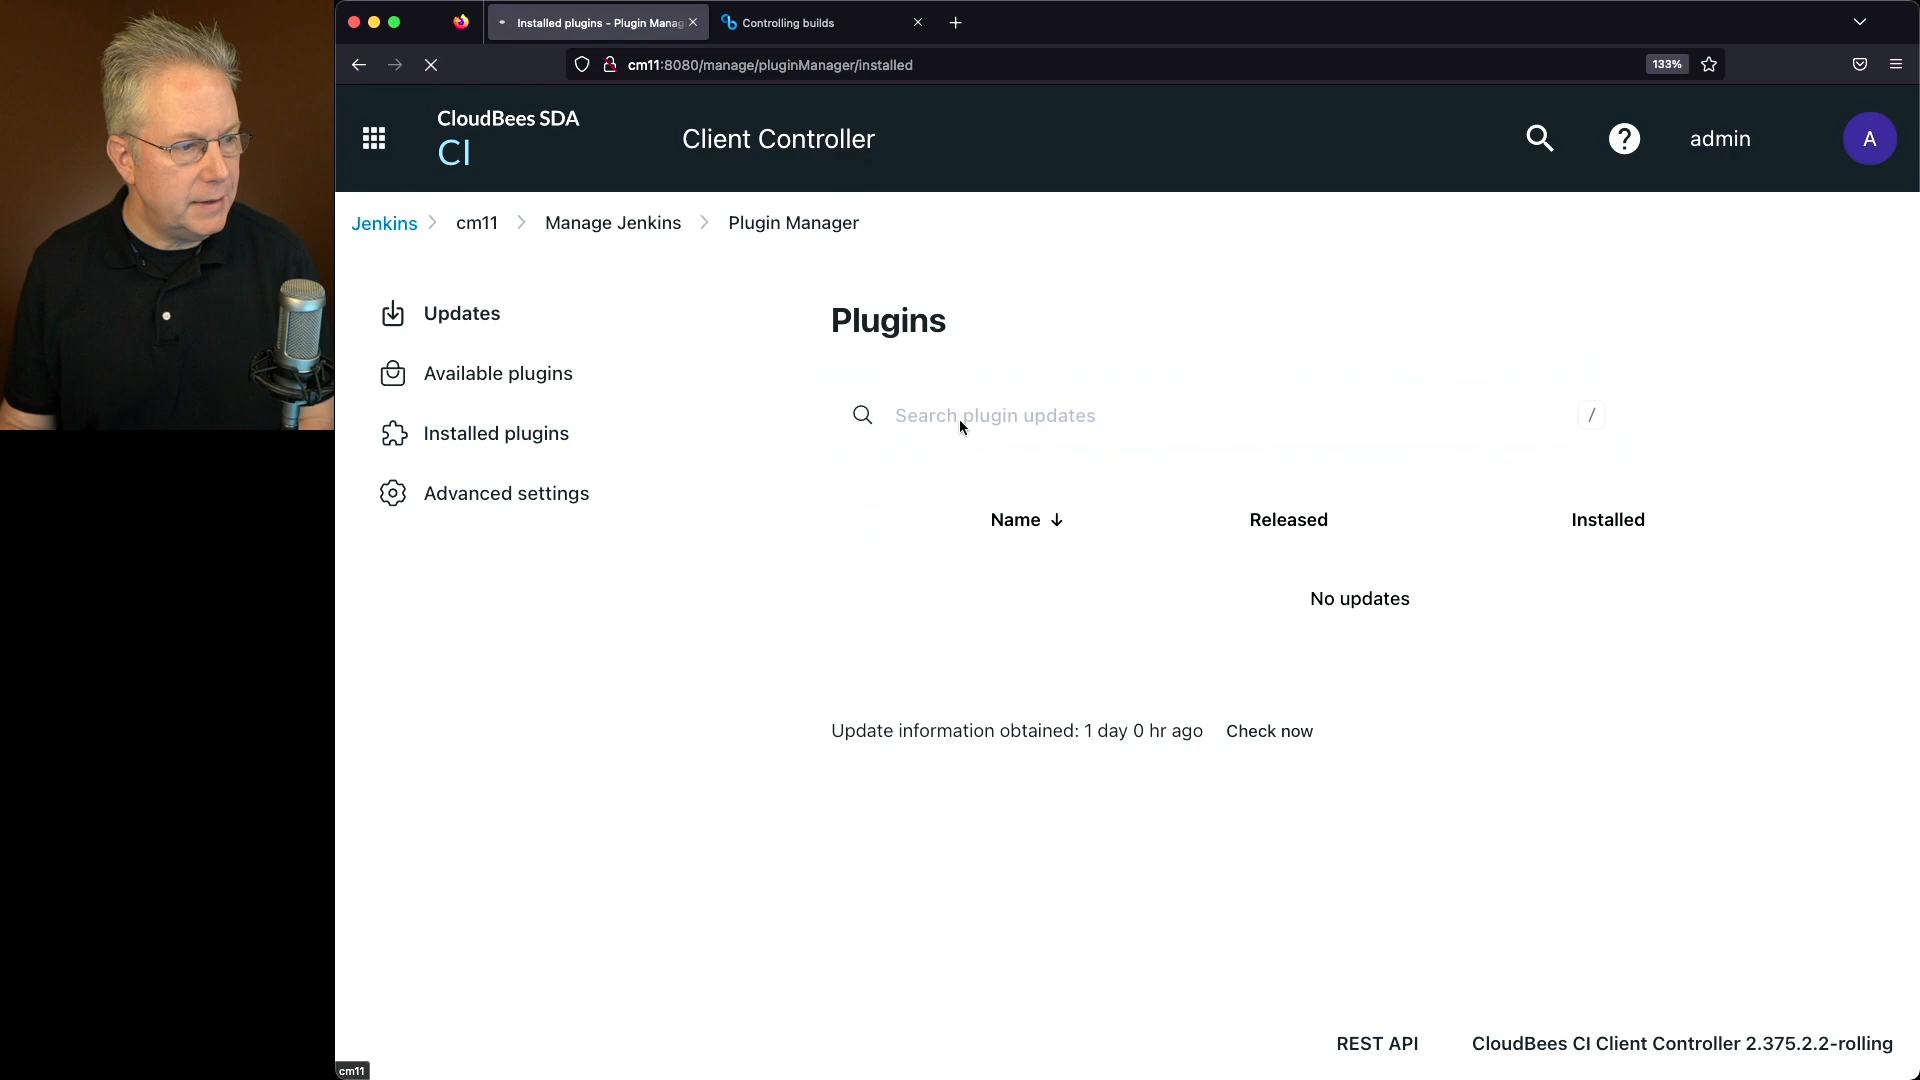 Installed plugins - Plugin Manag
Controlling builds
cm11:8080/manage/pluginManager/installed
133%
CloudBees SDA
CI
Client Controller
admin
A
Jenkins
cm11
Manage Jenkins
Plugin Manager
Updates
Available plugins
Installed plugins
Advanced settings
Plugins
Search plugin updates
/
Name ↓
Released
Installed
No updates
Update information obtained: 1 day 0 hr ago
Check now
REST API
CloudBees CI Client Controller 2.375.2.2-rolling
cm11